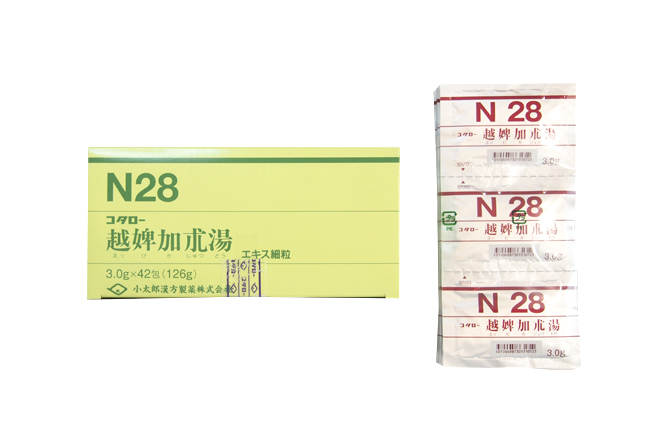 N28
コタロー
越婢加朮湯
えっ ぴ か じゅつ とう
エキス細粒
3.0g×42包(126g)
小太郎漢方製薬株式会社
N 28
コタロー 越婢加朮湯
3.0g
N 28
コタロー 越婢加朮湯
3.0g
N 28
コタロー 越婢加朮湯
3.0g